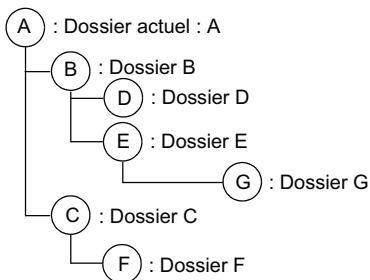 A : Dossier actuel : A
B : Dossier B
D : Dossier D
E : Dossier E
G : Dossier G
C : Dossier C
F : Dossier F